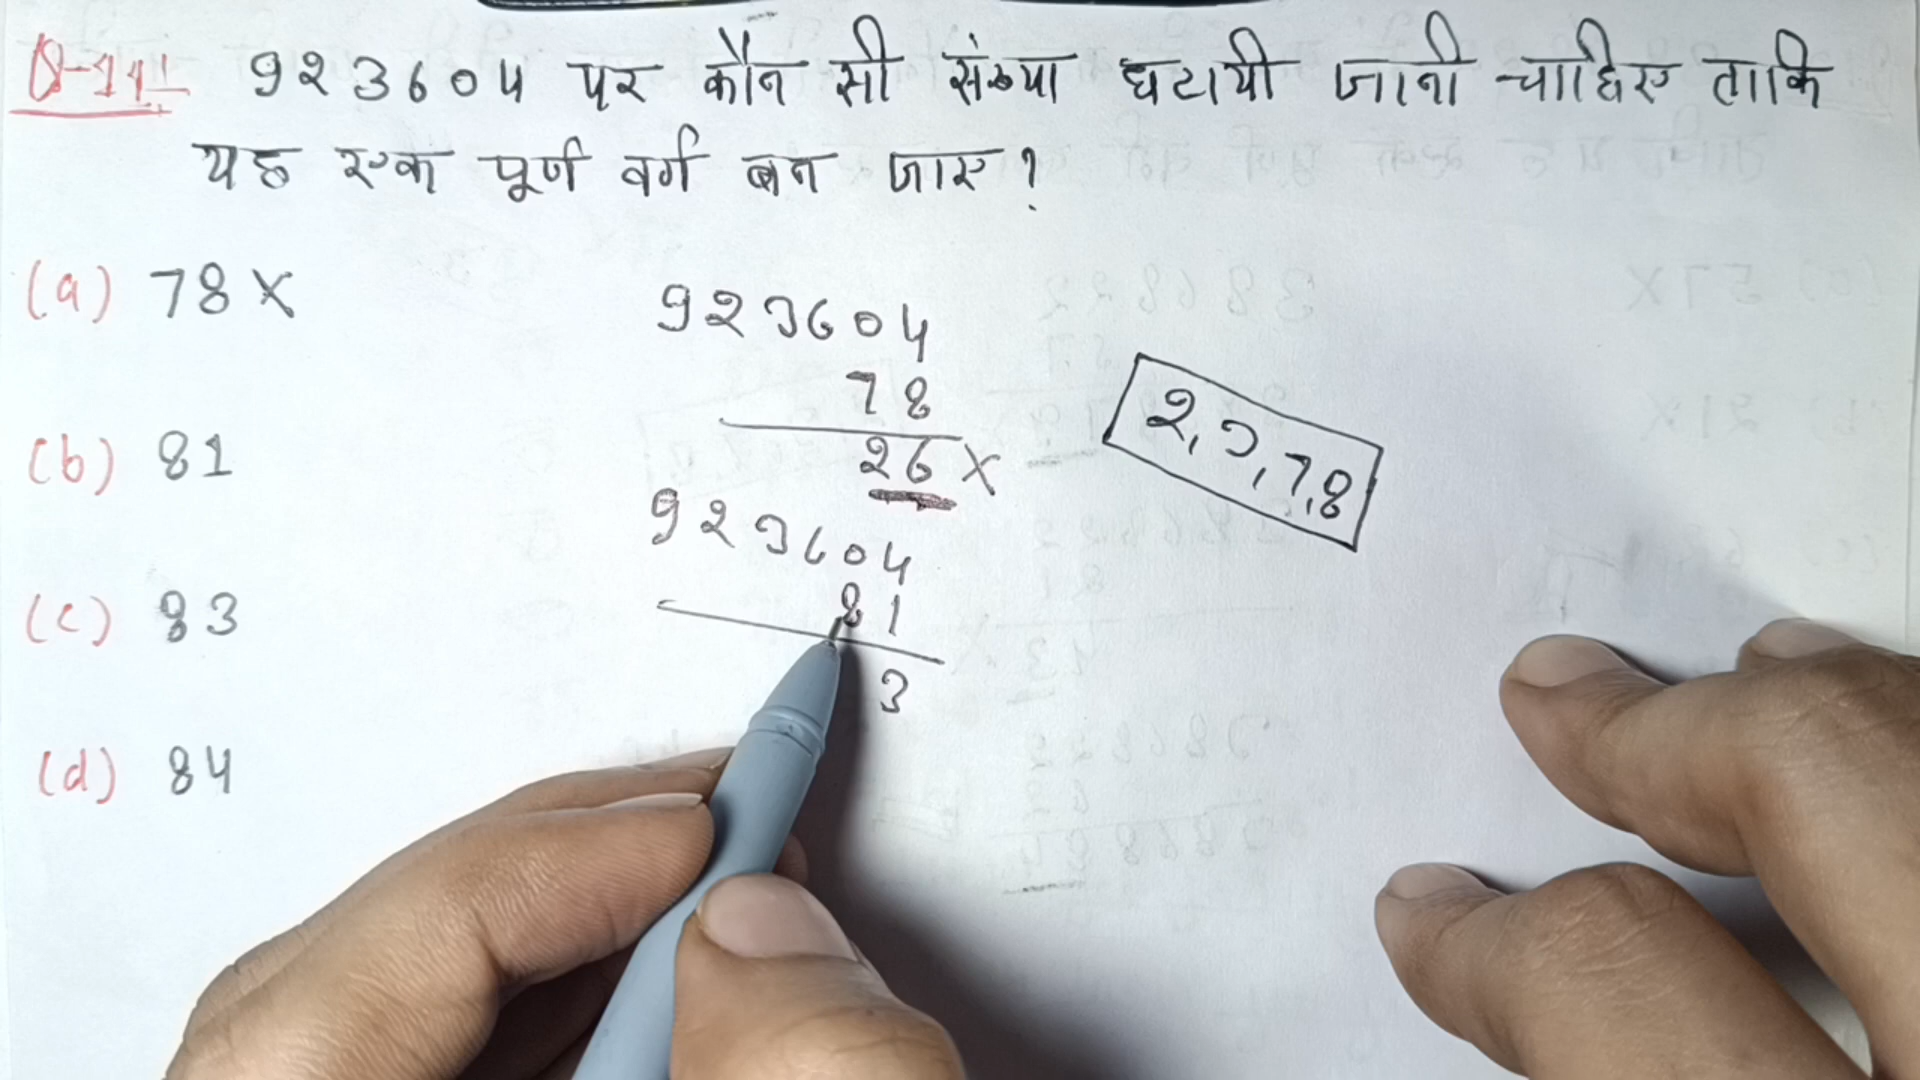 Q-11! 923604 पर कौन सी संख्या घटायी जानी चाहिए ताकि
यह एक पूर्ण वर्ग बन जाए?
(a) 78 X
(b) 81
(c) 83
(d) 84
923604
78
26 X
923604
81
3
2, 3, 7, 8